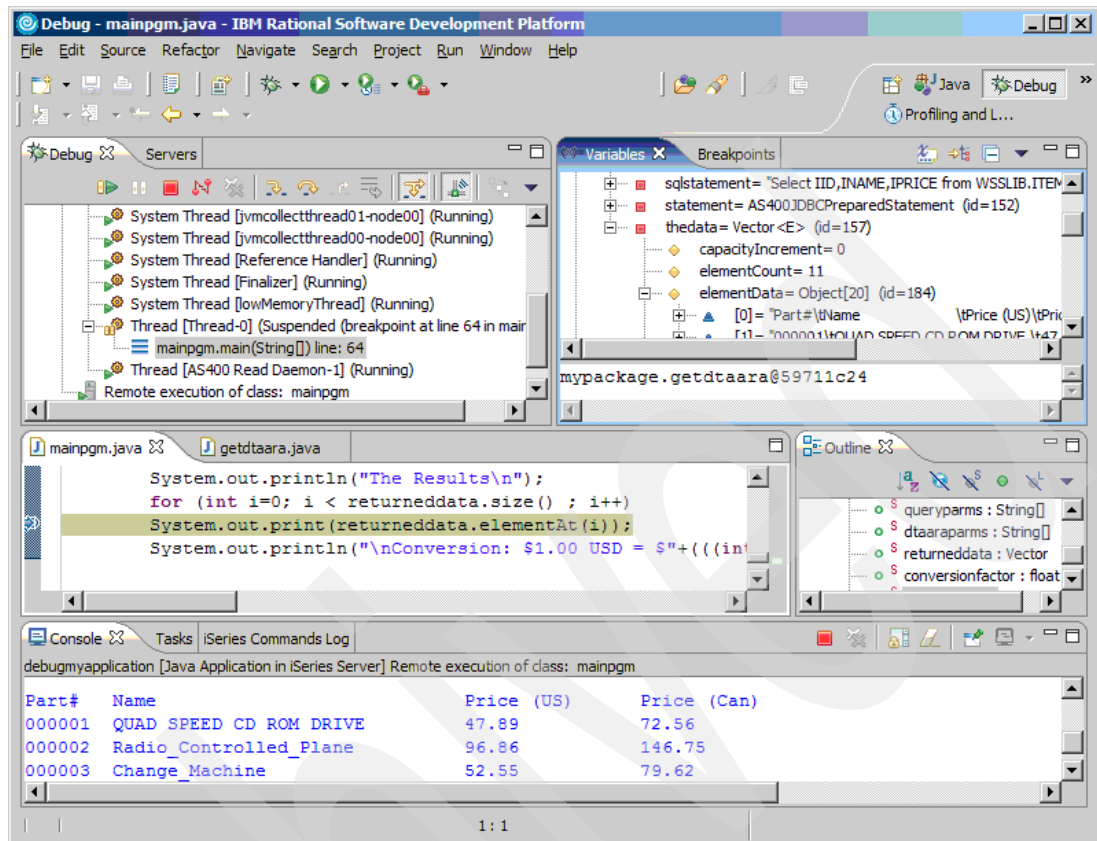 Debug - mainpgm.java - IBM Rational Software Development Platform
File Edit Source Refactor Navigate Search Project Run Window Help
Java Debug »
Profiling and L...
Debug Servers
System Thread [jvmcollectthread01-node00] (Running)
System Thread [jvmcollectthread00-node00] (Running)
System Thread [Reference Handler] (Running)
System Thread [Finalizer] (Running)
System Thread [lowMemoryThread] (Running)
Thread [Thread-0] (Suspended (breakpoint at line 64 in mair
mainpgm.main(String[]) line: 64
Thread [AS400 Read Daemon-1] (Running)
Remote execution of class: mainpgm
Variables Breakpoints
sqlstatement= "Select IID,INAME,IPRICE from WSSLIB.ITEM
statement= AS400JDBCPreparedStatement (id=152)
thedata= Vector<E> (id=157)
capacityIncrement= 0
elementCount= 11
elementData= Object[20] (id=184)
[0]= "Part#\tName \tPrice (US)\tPric
[1]= "000001\tQUAD SPEED CD ROM DRIVE \t47
mypackage.getdtaara@59711c24
mainpgm.java getdtaara.java
System.out.println("The Results\n");
for (int i=0; i < returneddata.size() ; i++)
System.out.print(returneddata.elementAt(i));
System.out.println("\nConversion: $1.00 USD = $"+(((int
Outline
queryparms : String[]
dtaaraparms : String[]
returneddata : Vector
conversionfactor : float
Console Tasks iSeries Commands Log
debugmyapplication [Java Application in iSeries Server] Remote execution of class: mainpgm
Part# Name Price (US) Price (Can)
000001 QUAD SPEED CD ROM DRIVE 47.89 72.56
000002 Radio_Controlled_Plane 96.86 146.75
000003 Change_Machine 52.55 79.62
1:1